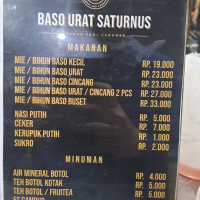 BASO URAT SATURNUS
MAKANAN
MIE / BIHUN BASO KECIL RP. 19.000
MIE / BIHUN BASO URAT RP. 23.000
MIE / BIHUN BASO CINCANG RP. 23.000
MIE / BIHUN BASO URAT / CINCANG 2 PCS RP. 27.000
MIE / BIHUN BASO BUSET RP. 33.000
NASI PUTIH RP. 5.000
CEKER RP. 7.000
KERUPUK PUTIH RP. 1.000
SUKRO RP. 2.000
MINUMAN
AIR MINERAL BOTOL RP. 4.000
TEH BOTOL KOTAK RP. 5.000
TEH BOTOL / FRUITEA RP. 5.000
ES CAMPUR